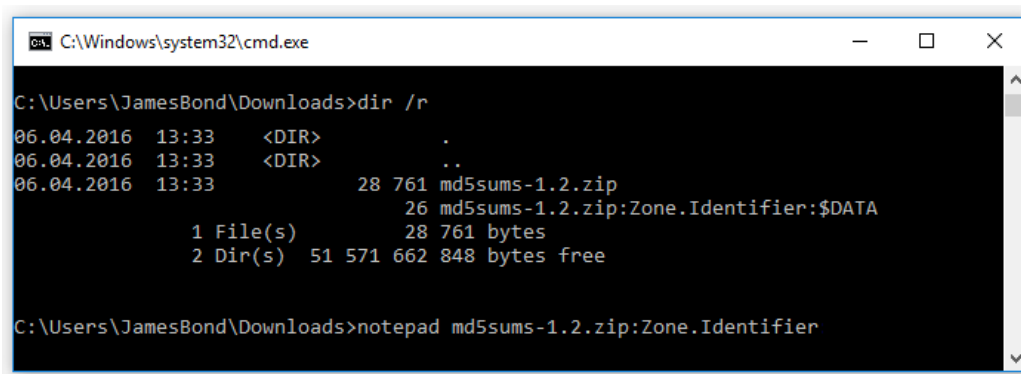 C:\Windows\system32\cmd.exe
C:\Users\JamesBond\Downloads>dir /r
06.04.2016  13:33    <DIR>          .
06.04.2016  13:33    <DIR>          ..
06.04.2016  13:33            28 761 md5sums-1.2.zip
                                 26 md5sums-1.2.zip:Zone.Identifier:$DATA
               1 File(s)         28 761 bytes
               2 Dir(s)  51 571 662 848 bytes free
C:\Users\JamesBond\Downloads>notepad md5sums-1.2.zip:Zone.Identifier